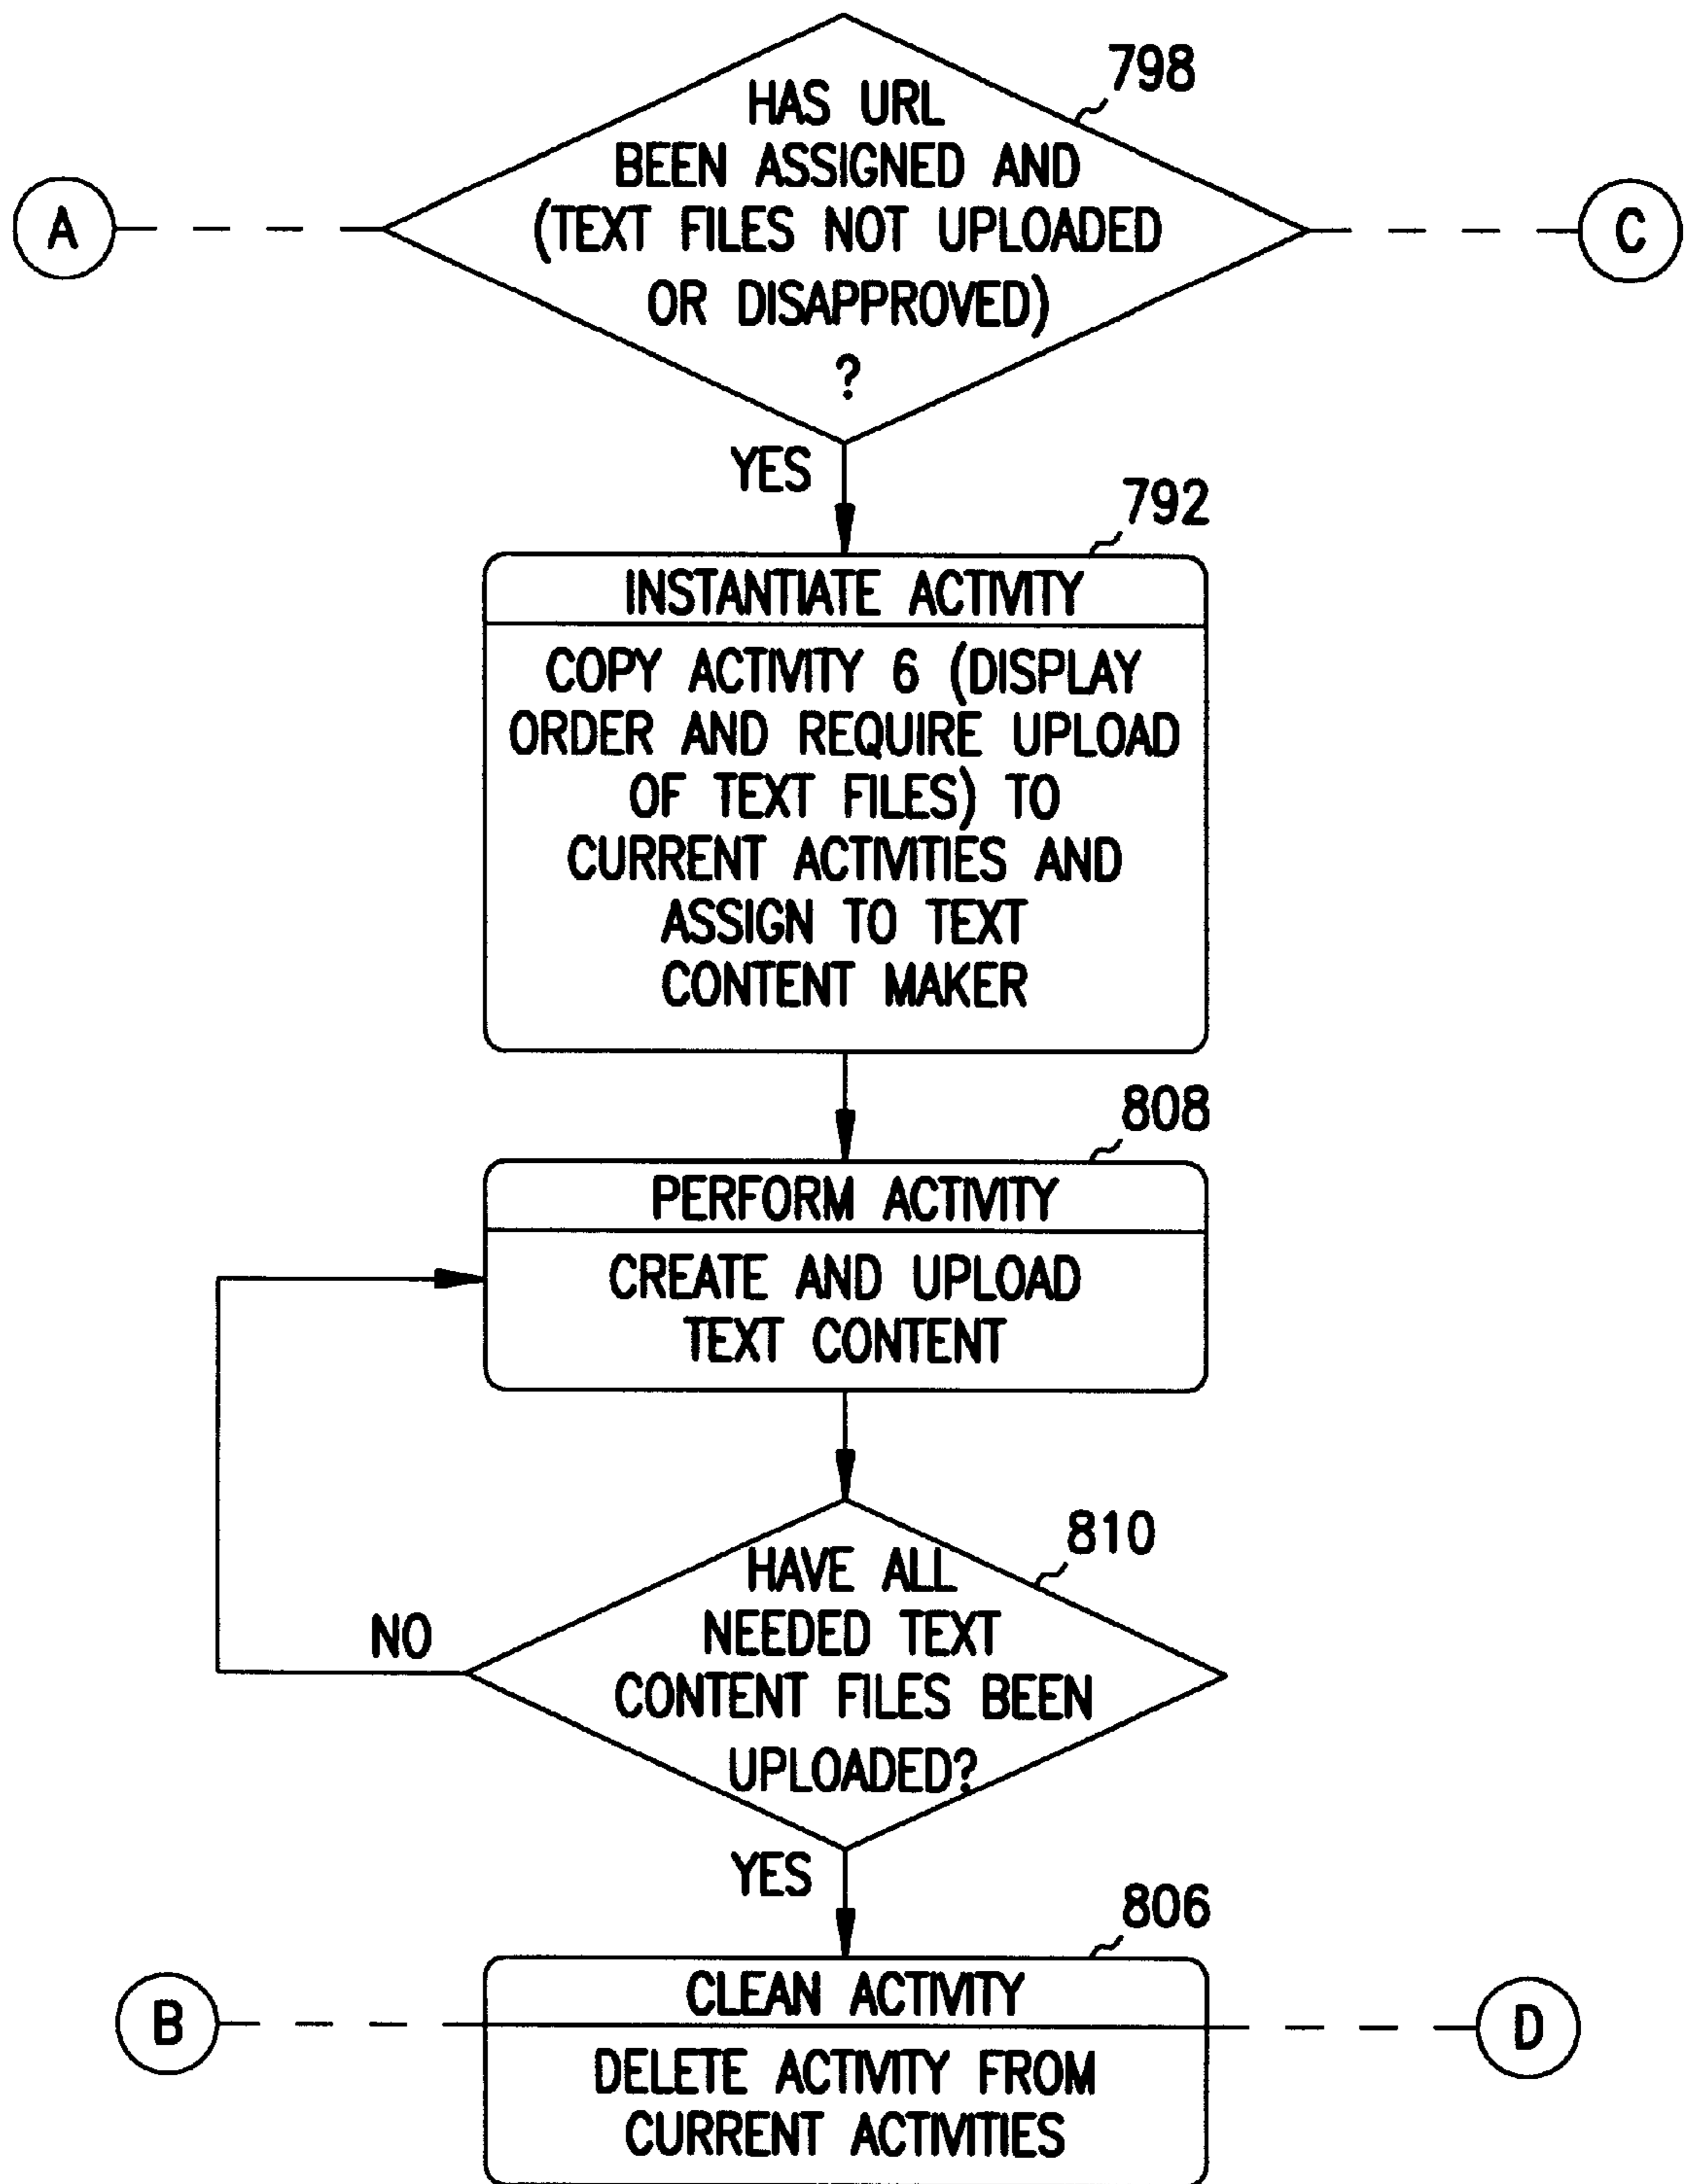 798
HAS URL
BEEN ASSIGNED AND
A
(TEXT FILES NOT UPLOADED
C
OR DISAPPROVED)
?
YES
792
INSTANTIATE ACTIVITY
COPY ACTIVITY 6 (DISPLAY
ORDER AND REQUIRE UPLOAD
OF TEXT FILES) TO
CURRENT ACTIVITIES AND
ASSIGN TO TEXT
CONTENT MAKER
808
PERFORM ACTIVITY
CREATE AND UPLOAD
TEXT CONTENT
810
HAVE ALL
NEEDED TEXT
CONTENT FILES BEEN
UPLOADED?
NO
YES
806
CLEAN ACTIVITY
B
D
DELETE ACTIVITY FROM
CURRENT ACTIVITIES